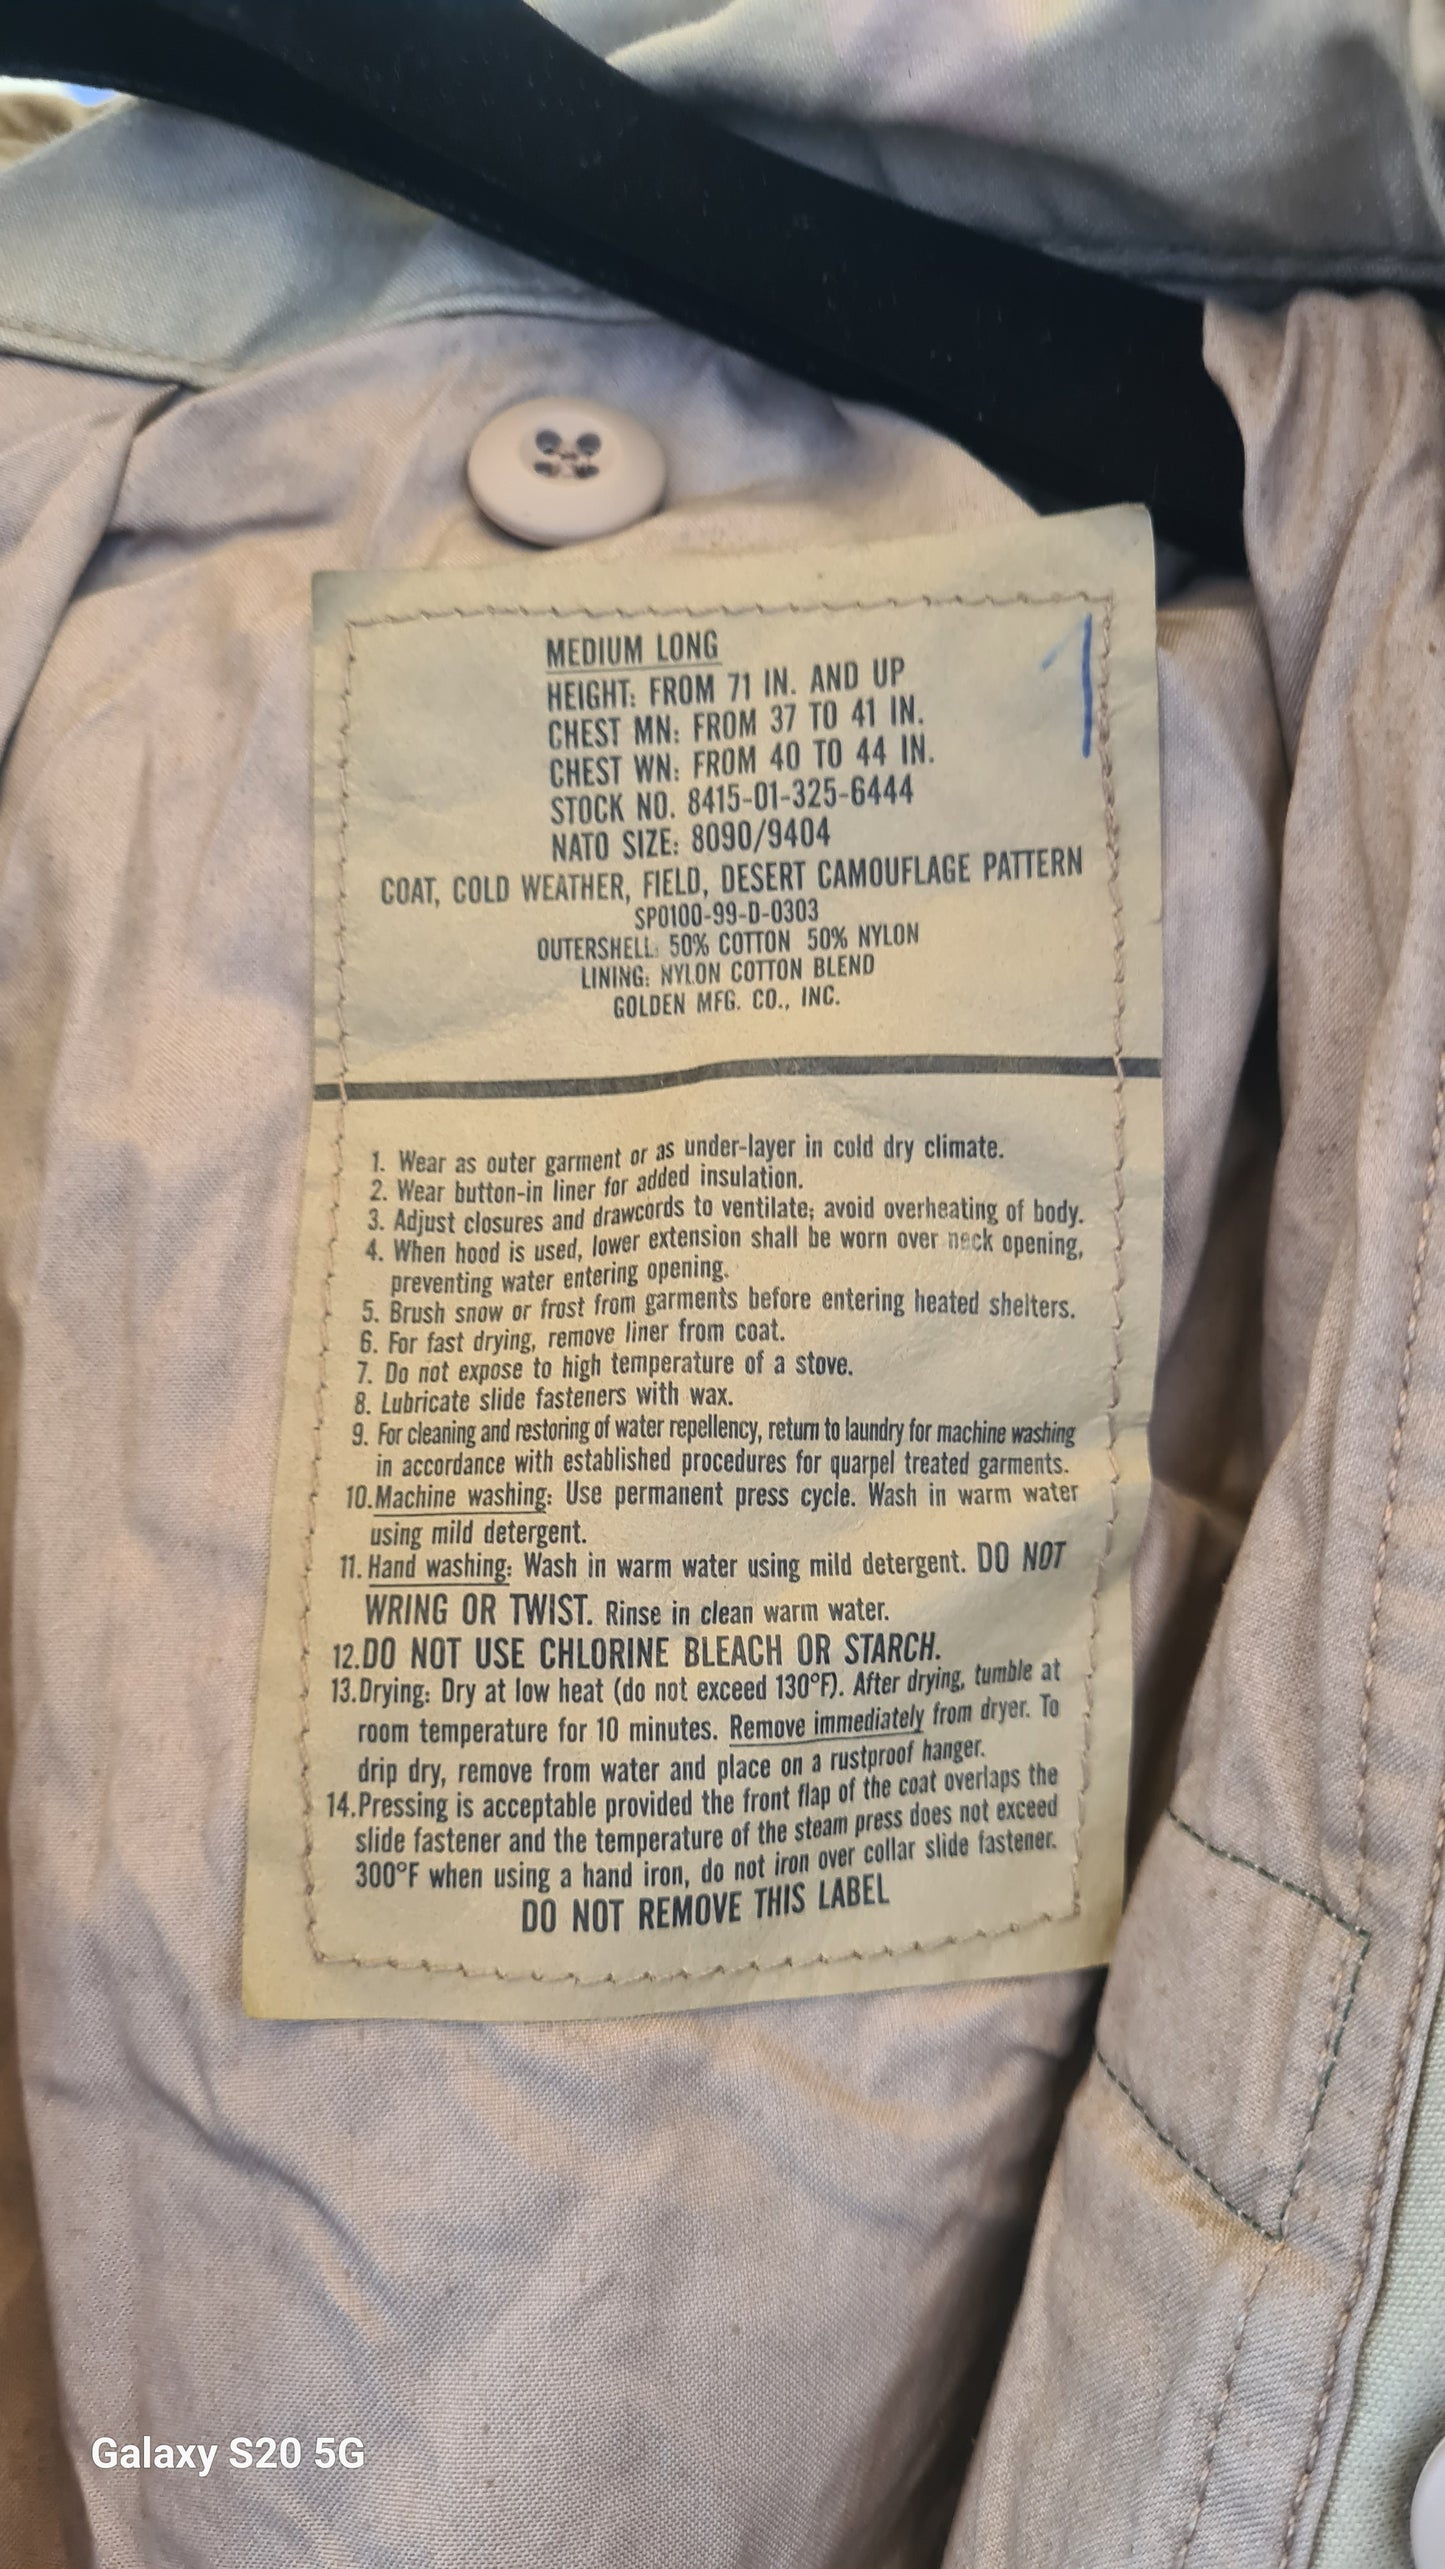 1
MEDIUM LONG
HEIGHT: FROM 71 IN. AND UP
CHEST MN: FROM 37 TO 41 IN.
CHEST WN: FROM 40 TO 44 IN.
STOCK NO. 8415-01-325-6444
NATO SIZE: 8090/9404
COAT, COLD WEATHER, FIELD, DESERT CAMOUFLAGE PATTERN
SP0100-99-D-0303
OUTERSHELL: 50% COTTON 50% NYLON
LINING: NYLON COTTON BLEND
GOLDEN MFG. CO., INC.
1. Wear as outer garment or as under-layer in cold dry climate.
2. Wear button-in liner for added insulation.
3. Adjust closures and drawcords to ventilate; avoid overheating of body.
4. When hood is used, lower extension shall be worn over neck opening,
preventing water entering opening.
5. Brush snow or frost from garments before entering heated shelters.
6. For fast drying, remove liner from coat.
7. Do not expose to high temperature of a stove.
8. Lubricate slide fasteners with wax.
9. For cleaning and restoring of water repellency, return to laundry for machine washing
in accordance with established procedures for quarpel treated garments.
10.Machine washing: Use permanent press cycle. Wash in warm water
using mild detergent.
11. Hand washing: Wash in warm water using mild detergent. DO NOT
WRING OR TWIST. Rinse in clean warm water.
12.DO NOT USE CHLORINE BLEACH OR STARCH.
13.Drying: Dry at low heat (do not exceed 130°F). After drying, tumble at
room temperature for 10 minutes. Remove immediately from dryer. To
drip dry, remove from water and place on a rustproof hanger.
14.Pressing is acceptable provided the front flap of the coat overlaps the
slide fastener and the temperature of the steam press does not exceed
300°F when using a hand iron, do not iron over collar slide fastener.
DO NOT REMOVE THIS LABEL
Galaxy S20 5G